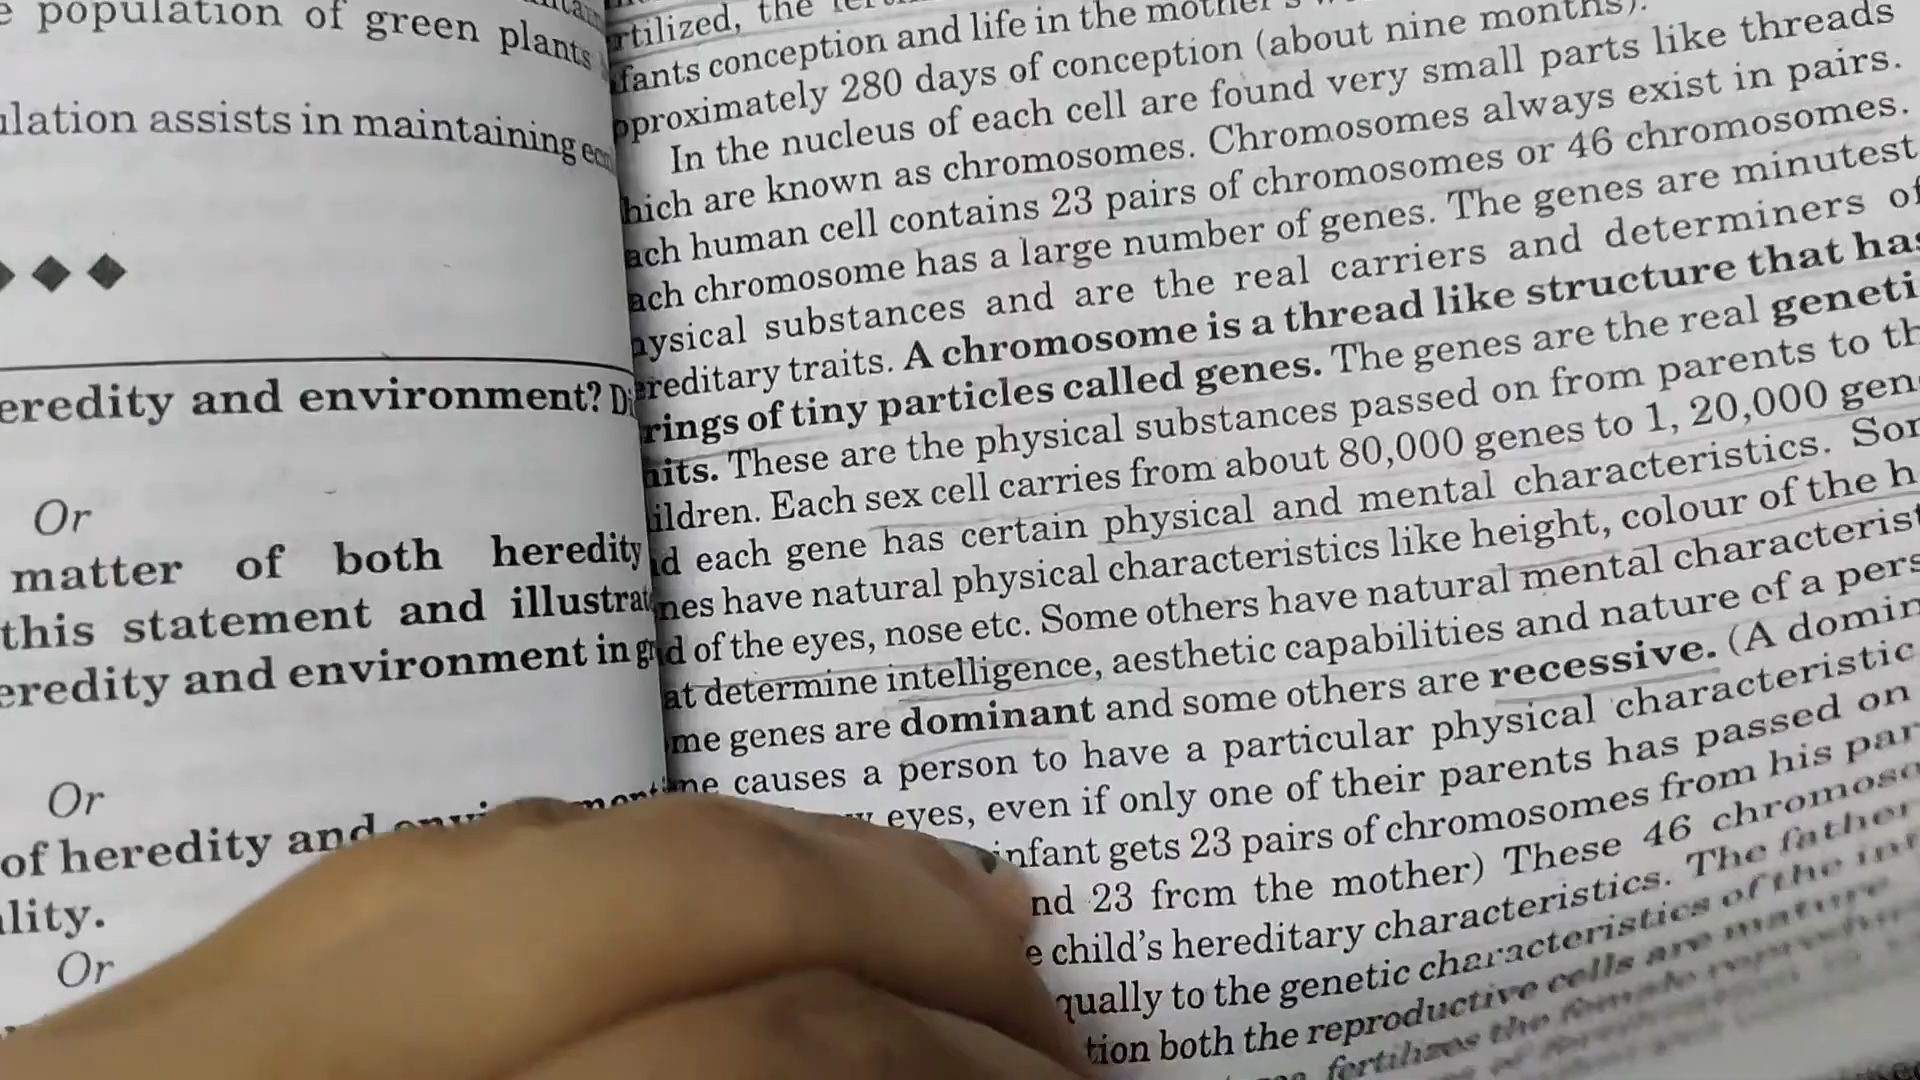 population of green plants
ulation assists in maintaining
◆◆◆
eredity and environment?
Or
matter of both heredity
this statement and illustrat
eredity and environment in
Or
of heredity and
lity.
Or
rtilized, the
fants conception and life in the mother's
pproximately 280 days of conception (about nine months).
In the nucleus of each cell are found very small parts like threads
hich are known as chromosomes. Chromosomes always exist in pairs.
ach human cell contains 23 pairs of chromosomes or 46 chromosomes.
ach chromosome has a large number of genes. The genes are minutest
hysical substances and are the real carriers and determiners of
ereditary traits. A chromosome is a thread like structure that has
rings of tiny particles called genes. The genes are the real geneti
aits. These are the physical substances passed on from parents to th
ildren. Each sex cell carries from about 80,000 genes to 1, 20,000 gen
d each gene has certain physical and mental characteristics. Som
nes have natural physical characteristics like height, colour of the h
d of the eyes, nose etc. Some others have natural mental characterist
at determine intelligence, aesthetic capabilities and nature of a pers
me genes are dominant and some others are recessive. (A domin
ne causes a person to have a particular physical characteristic
eyes, even if only one of their parents has passed on
infant gets 23 pairs of chromosomes from his par
nd 23 from the mother) These 46 chromoso
e child's hereditary characteristics. The father
qually to the genetic characteristics of the inf
tion both the reproductive cells are mature
fertilizes the female